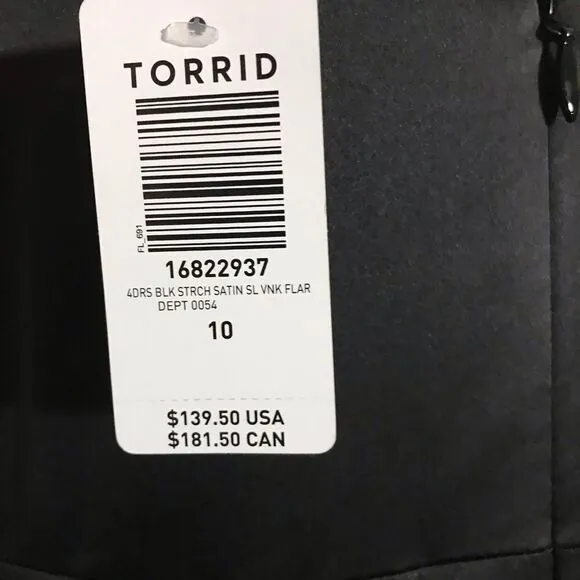 TORRID
FL_691
16822937
4DRS BLK STRCH SATIN SL VNK FLAR
DEPT 0054
10
$139.50 USA
$181.50 CAN